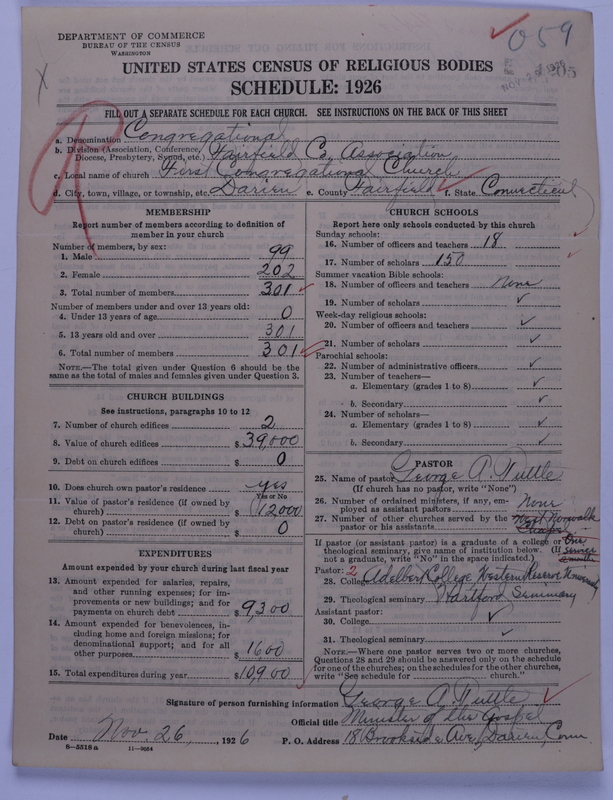 DEPARTMENT OF COMMERCE
BUREAU OF THE CENSUS
WASHINGTON
059
UNITED STATES CENSUS OF RELIGIOUS BODIES
SCHEDULE: 1926
FILL OUT A SEPARATE SCHEDULE FOR EACH CHURCH. SEE INSTRUCTIONS ON THE BACK OF THIS SHEET
a. Denomination Congregational
b. Division (Association, Conference, Diocese, Presbytery, Synod, etc.) Fairfield Co. Association
c. Local name of church First Congregational Church
d. City, town, village, or township, etc. Darien e. County Fairfield f. State Connecticut
MEMBERSHIP
Report number of members according to definition of member in your church
Number of members, by sex:
1. Male 99
2. Female 202
3. Total number of members 301
Number of members under and over 13 years old:
4. Under 13 years of age 0
5. 13 years old and over 301
6. Total number of members 301
NOTE.—The total given under Question 6 should be the same as the total of males and females given under Question 3.
CHURCH BUILDINGS
See instructions, paragraphs 10 to 12
7. Number of church edifices 2
8. Value of church edifices $ 39,000
9. Debt on church edifices $ 0
10. Does church own pastor's residence yes
Yes or No
11. Value of pastor's residence (if owned by church) $ 12000
12. Debt on pastor's residence (if owned by church) $ 0
EXPENDITURES
Amount expended by your church during last fiscal year
13. Amount expended for salaries, repairs, and other running expenses; for improvements or new buildings; and for payments on church debt $ 9,300
14. Amount expended for benevolences, including home and foreign missions; for denominational support; and for all other purposes $ 1600
15. Total expenditures during year $ 10900
CHURCH SCHOOLS
Report here only schools conducted by this church
Sunday schools:
16. Number of officers and teachers 18
17. Number of scholars 150
Summer vacation Bible schools:
18. Number of officers and teachers none
19. Number of scholars ✓
Week-day religious schools:
20. Number of officers and teachers ✓
21. Number of scholars ✓
Parochial schools:
22. Number of administrative officers ✓
23. Number of teachers—
a. Elementary (grades 1 to 8) ✓
b. Secondary ✓
24. Number of scholars—
a. Elementary (grades 1 to 8) ✓
b. Secondary ✓
PASTOR
25. Name of pastor George A. Tuttle
(If church has no pastor, write "None")
26. Number of ordained ministers, if any, employed as assistant pastors None
27. Number of other churches served by the pastor or his assistants West Norwalk
If pastor (or assistant pastor) is a graduate of a college or theological seminary, give name of institution below. (If not a graduate, write "No" in the space indicated.)
Pastor: 2
28. College Adelbert College, Western Reserve University
29. Theological seminary Hartford Seminary
Assistant pastor:
30. College ✓
31. Theological seminary ✓
NOTE.—Where one pastor serves two or more churches, Questions 28 and 29 should be answered only on the schedule for one of the churches; on the schedules for the other churches, write "See schedule for church."
Signature of person furnishing information George A. Tuttle
Official title Minister of the Gospel
Date Nov. 26, 1926 P. O. Address 18 Brookside Ave, Darien, Conn
8—5518a 11—9554